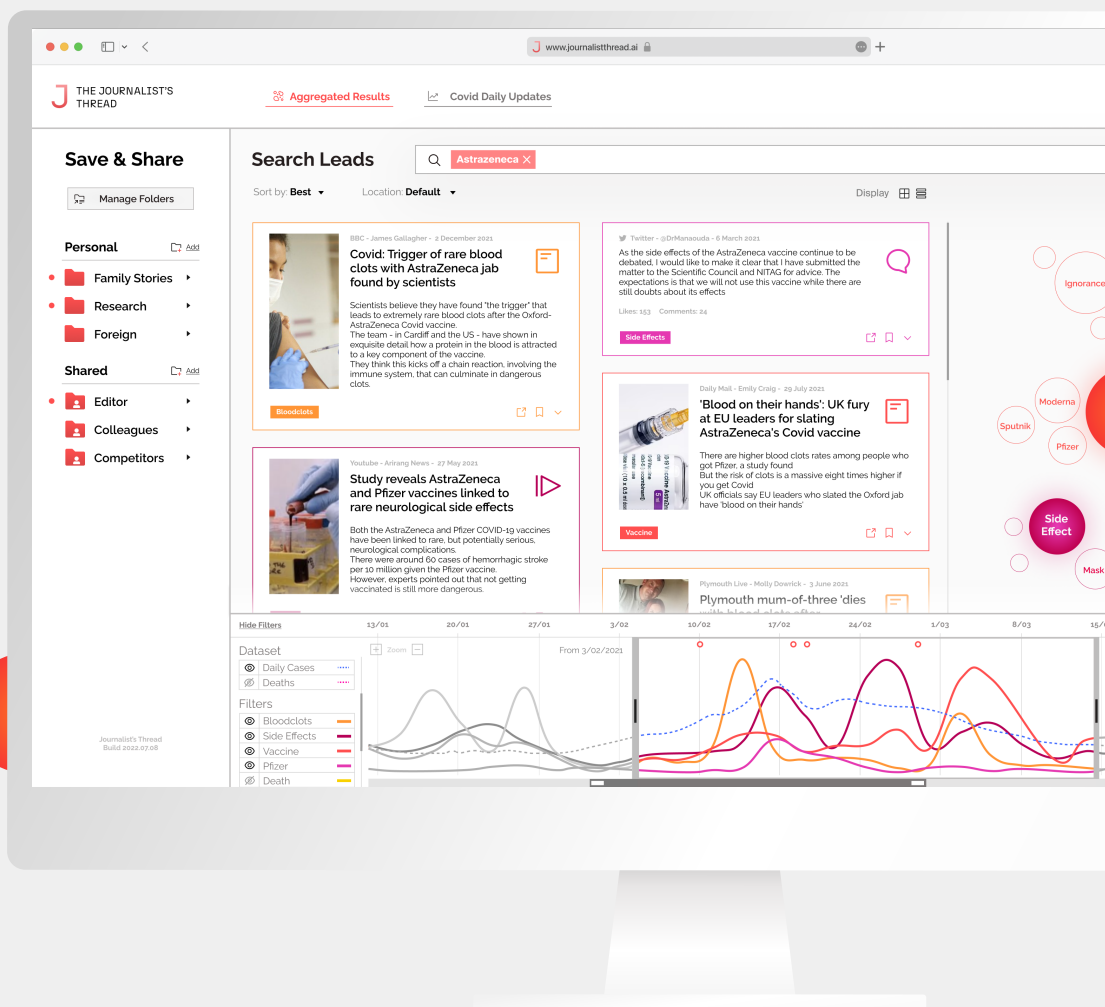 www.journalistthread.ai
THE JOURNALIST'S
THREAD
Aggregated Results
Covid Daily Updates
Save & Share
Manage Folders
Personal
Add
Family Stories
Research
Foreign
Shared
Add
Editor
Colleagues
Competitors
Journalist's Thread
Build 2022.07.08
Search Leads
Astrazeneca
Sort by: Best
Location: Default
Display
BBC - James Gallagher - 2 December 2021
Covid: Trigger of rare blood
clots with AstraZeneca jab
found by scientists
Scientists believe they have found "the trigger" that
leads to extremely rare blood clots after the Oxford-
AstraZeneca Covid vaccine.
The team - in Cardiff and the US - have shown in
exquisite detail how a protein in the blood is attracted
to a key component of the vaccine.
They think this kicks off a chain reaction, involving the
immune system, that can culminate in dangerous
clots.
Bloodclots
Youtube - Arirang News - 27 May 2021
Study reveals AstraZeneca
and Pfizer vaccines linked to
rare neurological side effects
Both the AstraZeneca and Pfizer COVID-19 vaccines
have been linked to rare, but potentially serious,
neurological complications.
There were around 60 cases of hemorrhagic stroke
per 10 million given the Pfizer vaccine.
However, experts pointed out that not getting
vaccinated is still more dangerous.
Twitter - @DrManaouda - 6 March 2021
As the side effects of the AstraZeneca vaccine continue to be
debated, I would like to make it clear that I have submitted the
matter to the Scientific Council and NITAG for advice. The
expectations is that we will not use this vaccine while there are
still doubts about its effects
Likes: 153 Comments: 24
Side Effects
Daily Mail - Emily Craig - 29 July 2021
'Blood on their hands': UK fury
at EU leaders for slating
AstraZeneca's Covid vaccine
There are higher blood clots rates among people who
got Pfizer, a study found
But the risk of clots is a massive eight times higher if
you get Covid
UK officials say EU leaders who slated the Oxford jab
have 'blood on their hands'
Vaccine
Plymouth Live - Molly Dowrick - 3 June 2021
Plymouth mum-of-three 'dies
with blood clots after
Ignorance
Moderna
Sputnik
Pfizer
Side
Effect
Mask
Hide Filters
13/01
20/01
27/01
3/02
10/02
17/02
24/02
1/03
8/03
Dataset
Daily Cases
Deaths
Filters
Bloodclots
Side Effects
Vaccine
Pfizer
Death
Zoom
From 3/02/2021